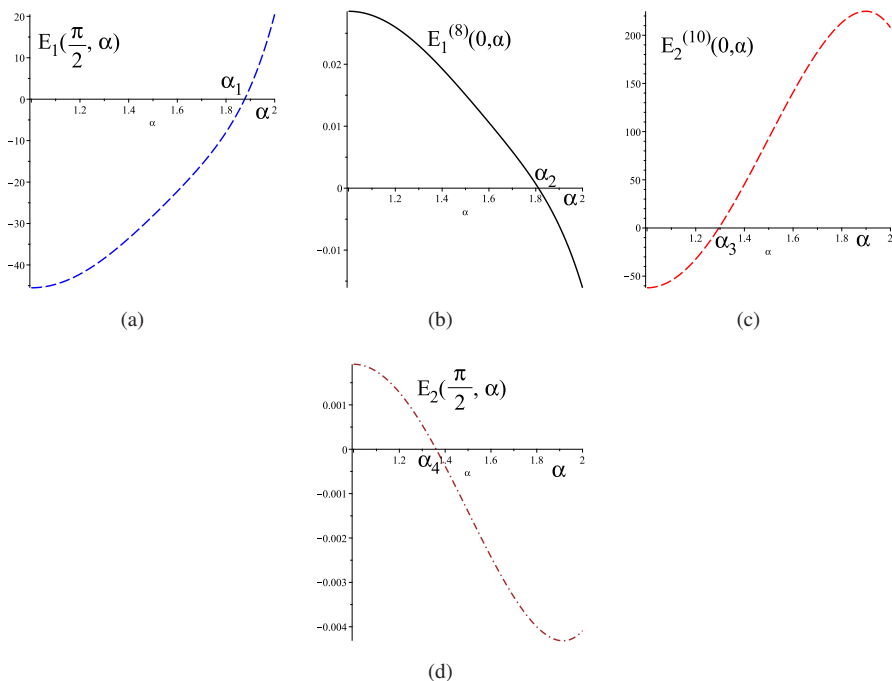 20
10
0
−10
−20
−30
−40
1.2 1.4 1.6 1.8 2
E₁(π/2, α)
α₁
α
α
(a)
0.02
0.01
0
−0.01
1.2 1.4 1.6 1.8 2
E₁⁽⁸⁾(0,α)
α₂
α
α
(b)
200
150
100
50
0
−50
1.2 1.4 1.6 1.8 2
E₂⁽¹⁰⁾(0,α)
α₃
α
α
(c)
0.001
0
−0.001
−0.002
−0.003
−0.004
1.2 1.4 1.6 1.8 2
E₂(π/2, α)
α₄
α
α
(d)